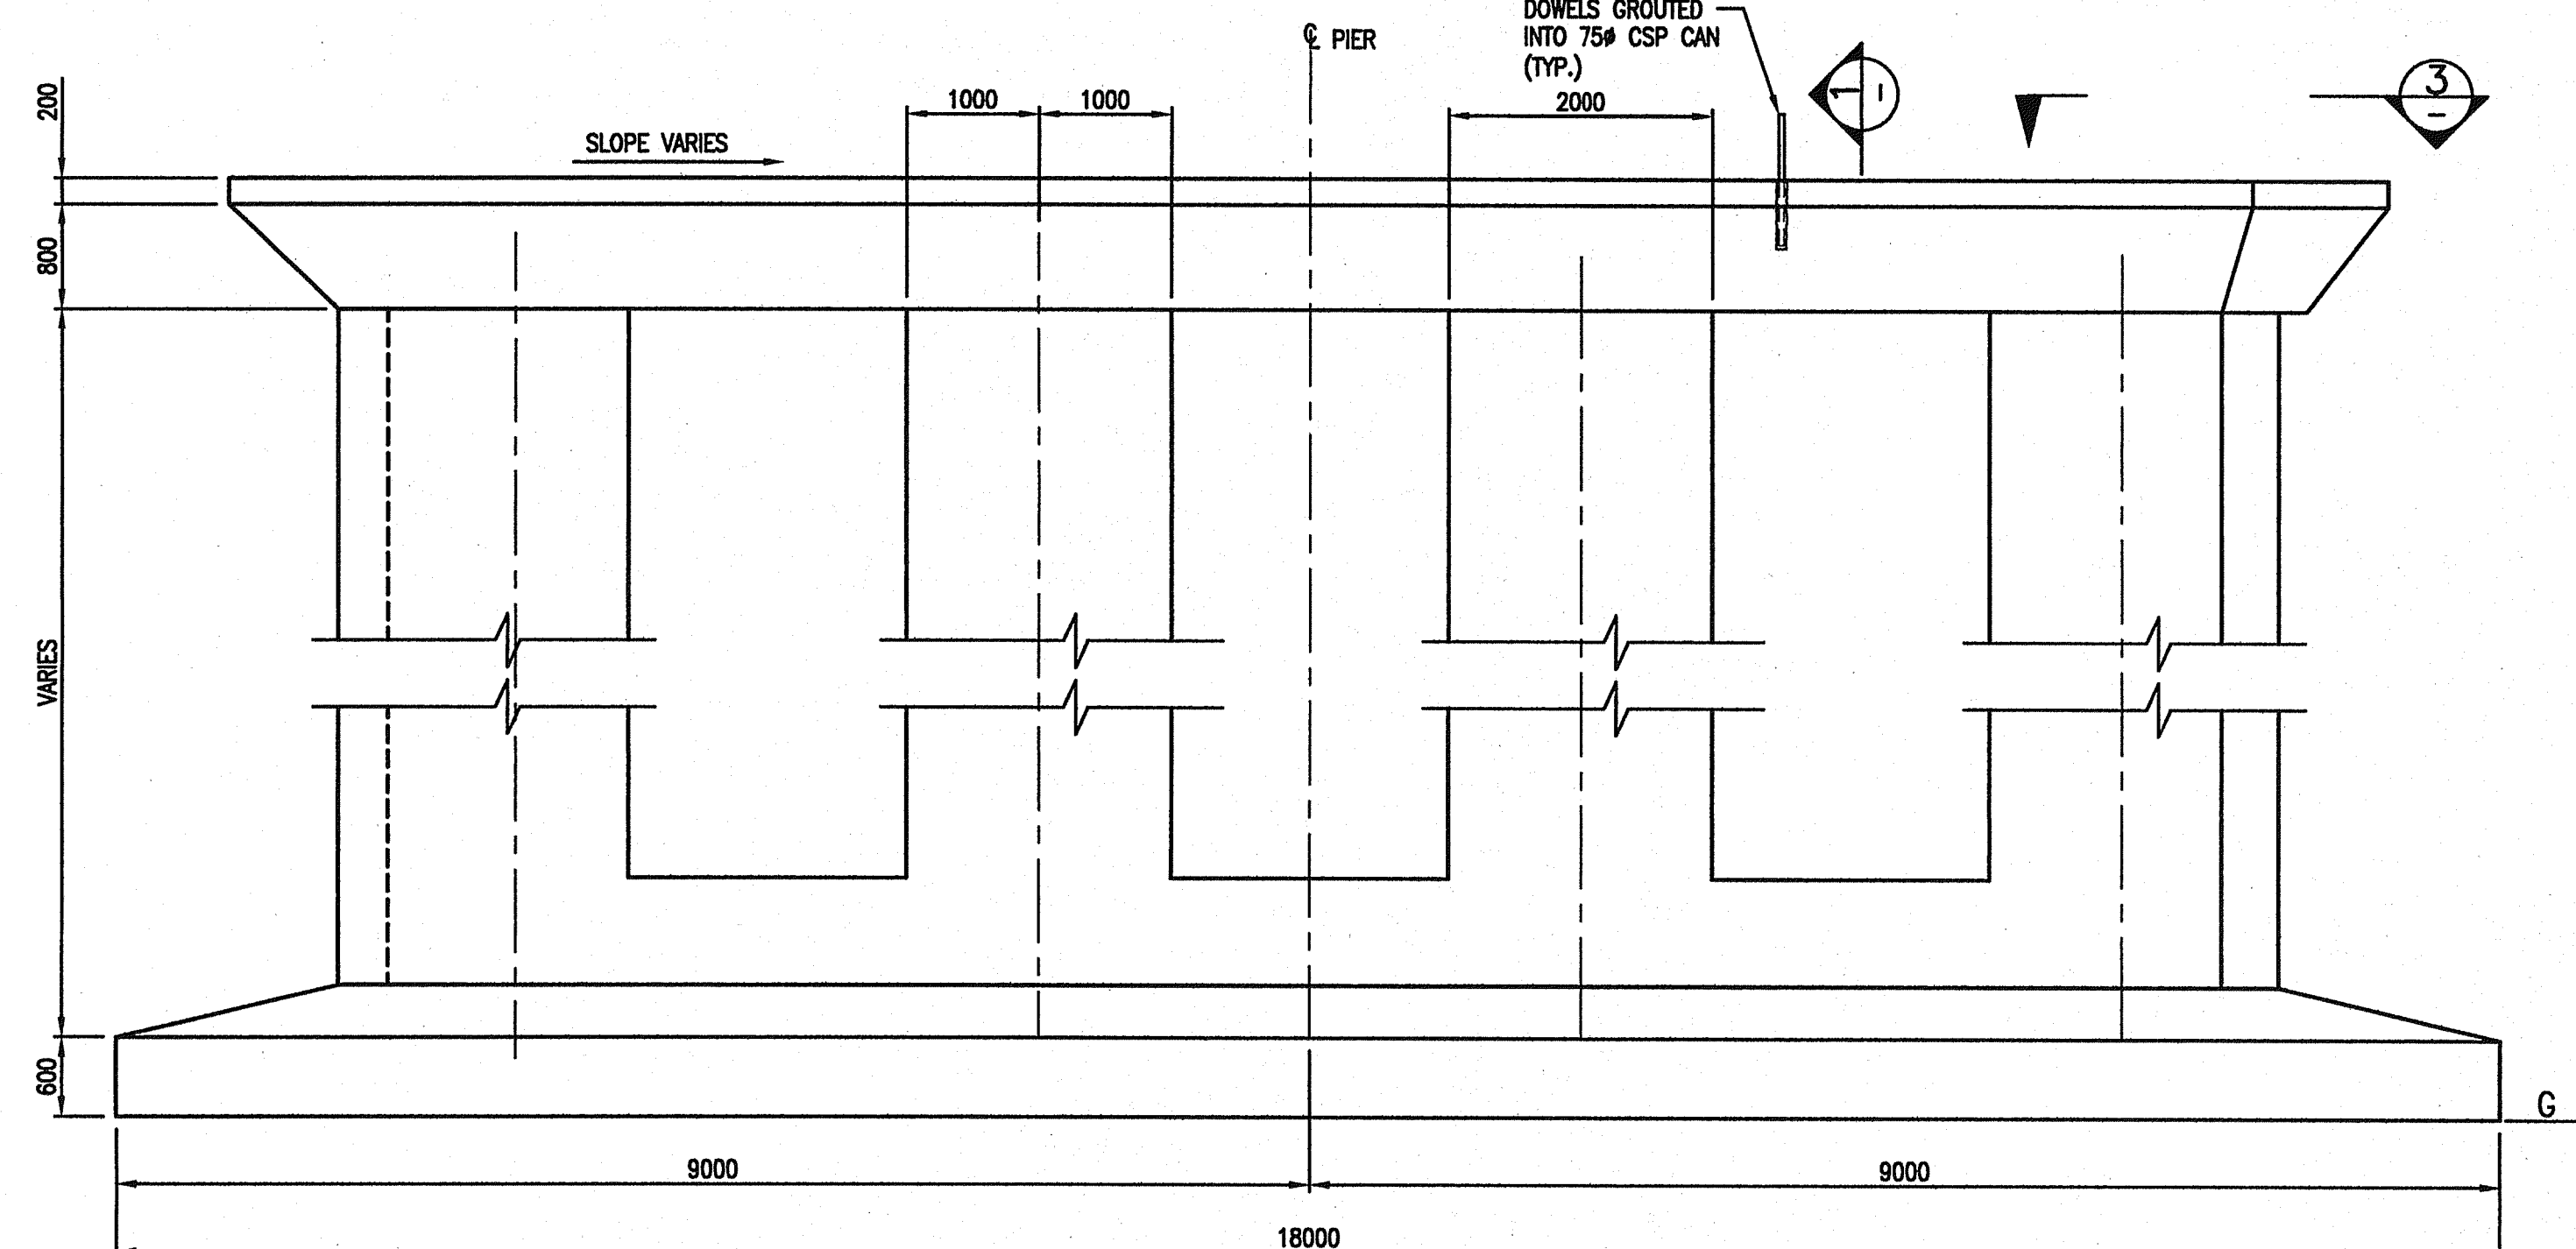 DOWELS GROUTED
INTO 75ø CSP CAN
(TYP.)
℄ PIER
1
-
3
-
200
1000
1000
2000
SLOPE VARIES
800
VARIES
600
G
9000
9000
18000